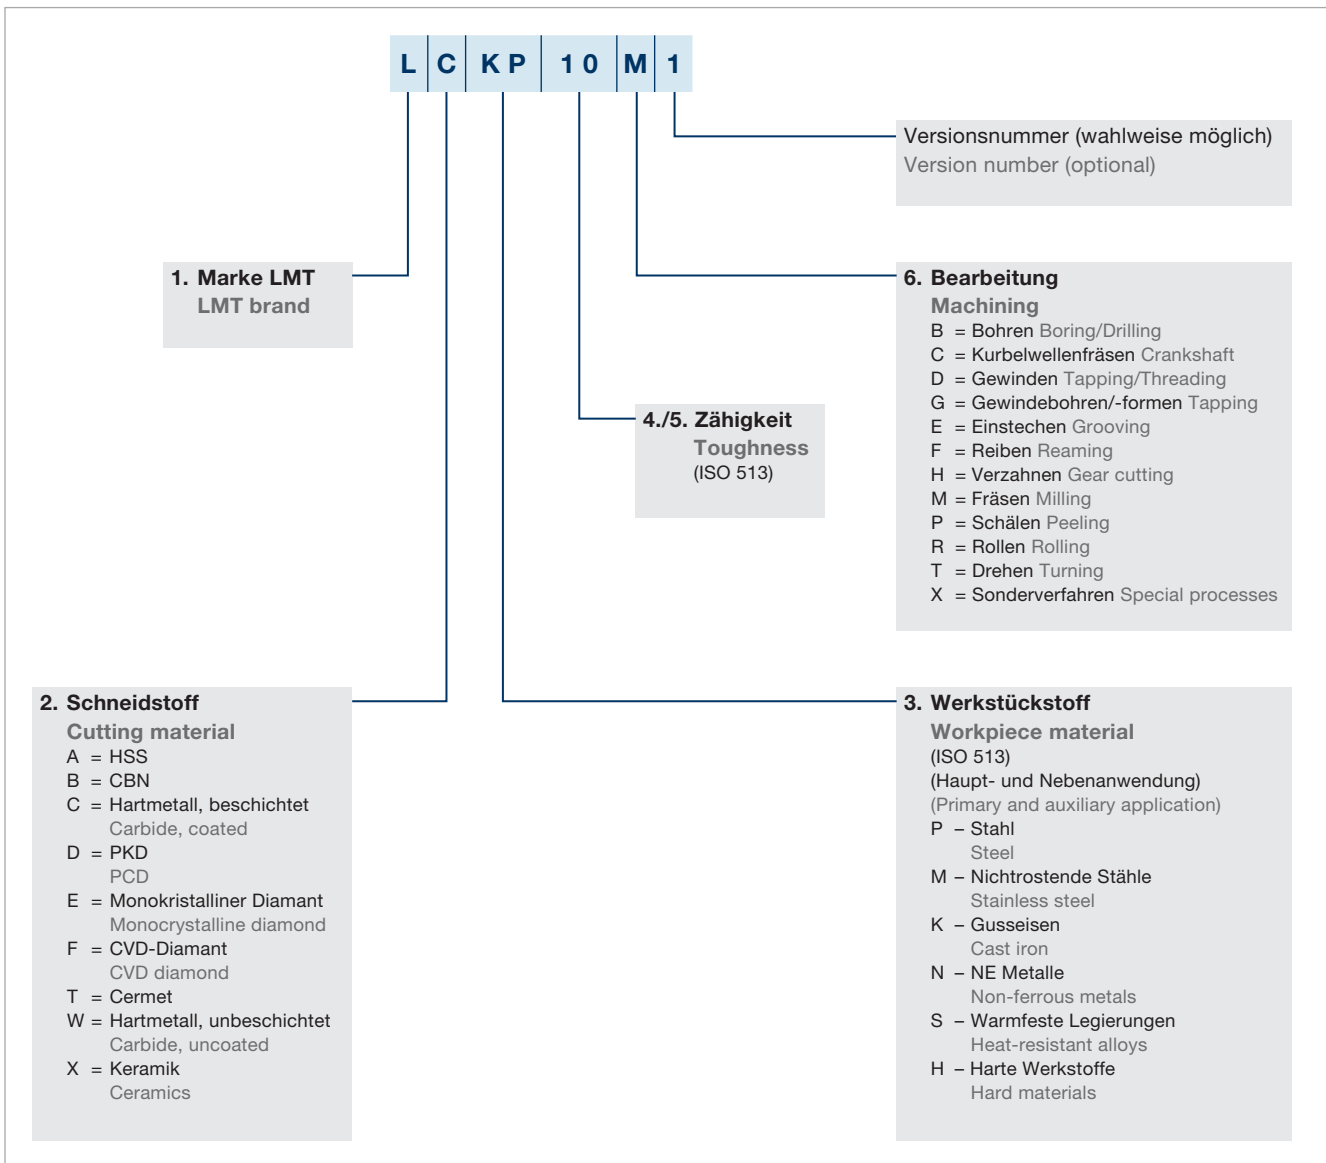 L C K P 1 0 M 1
Versionsnummer (wahlweise möglich)
Version number (optional)
1. Marke LMT
LMT brand
6. Bearbeitung
Machining
B = Bohren Boring/Drilling
C = Kurbelwellenfräsen Crankshaft
D = Gewinden Tapping/Threading
G = Gewindebohren/-formen Tapping
E = Einstechen Grooving
F = Reiben Reaming
H = Verzahnen Gear cutting
M = Fräsen Milling
P = Schälen Peeling
R = Rollen Rolling
T = Drehen Turning
X = Sonderverfahren Special processes
4./5. Zähigkeit
Toughness
(ISO 513)
2. Schneidstoff
Cutting material
A = HSS
B = CBN
C = Hartmetall, beschichtet
Carbide, coated
D = PKD
PCD
E = Monokristalliner Diamant
Monocrystalline diamond
F = CVD-Diamant
CVD diamond
T = Cermet
W = Hartmetall, unbeschichtet
Carbide, uncoated
X = Keramik
Ceramics
3. Werkstückstoff
Workpiece material
(ISO 513)
(Haupt- und Nebenanwendung)
(Primary and auxiliary application)
P – Stahl
Steel
M – Nichtrostende Stähle
Stainless steel
K – Gusseisen
Cast iron
N – NE Metalle
Non-ferrous metals
S – Warmfeste Legierungen
Heat-resistant alloys
H – Harte Werkstoffe
Hard materials